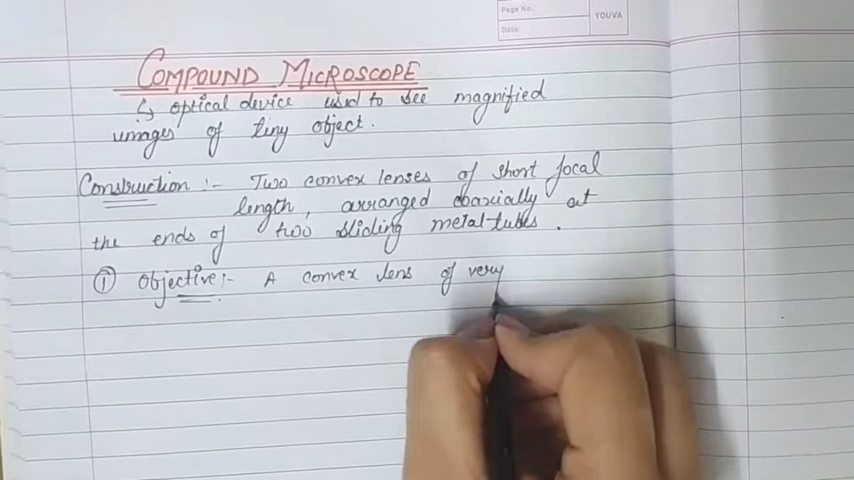 Page No.
Date:
YOUVA
COMPOUND MICROSCOPE
↳ optical device used to see magnified
images of tiny object.
Construction :- Two convex lenses of short focal
length, arranged coaxially at
the ends of two sliding metal tubes.
① Objective :- A convex lens of very